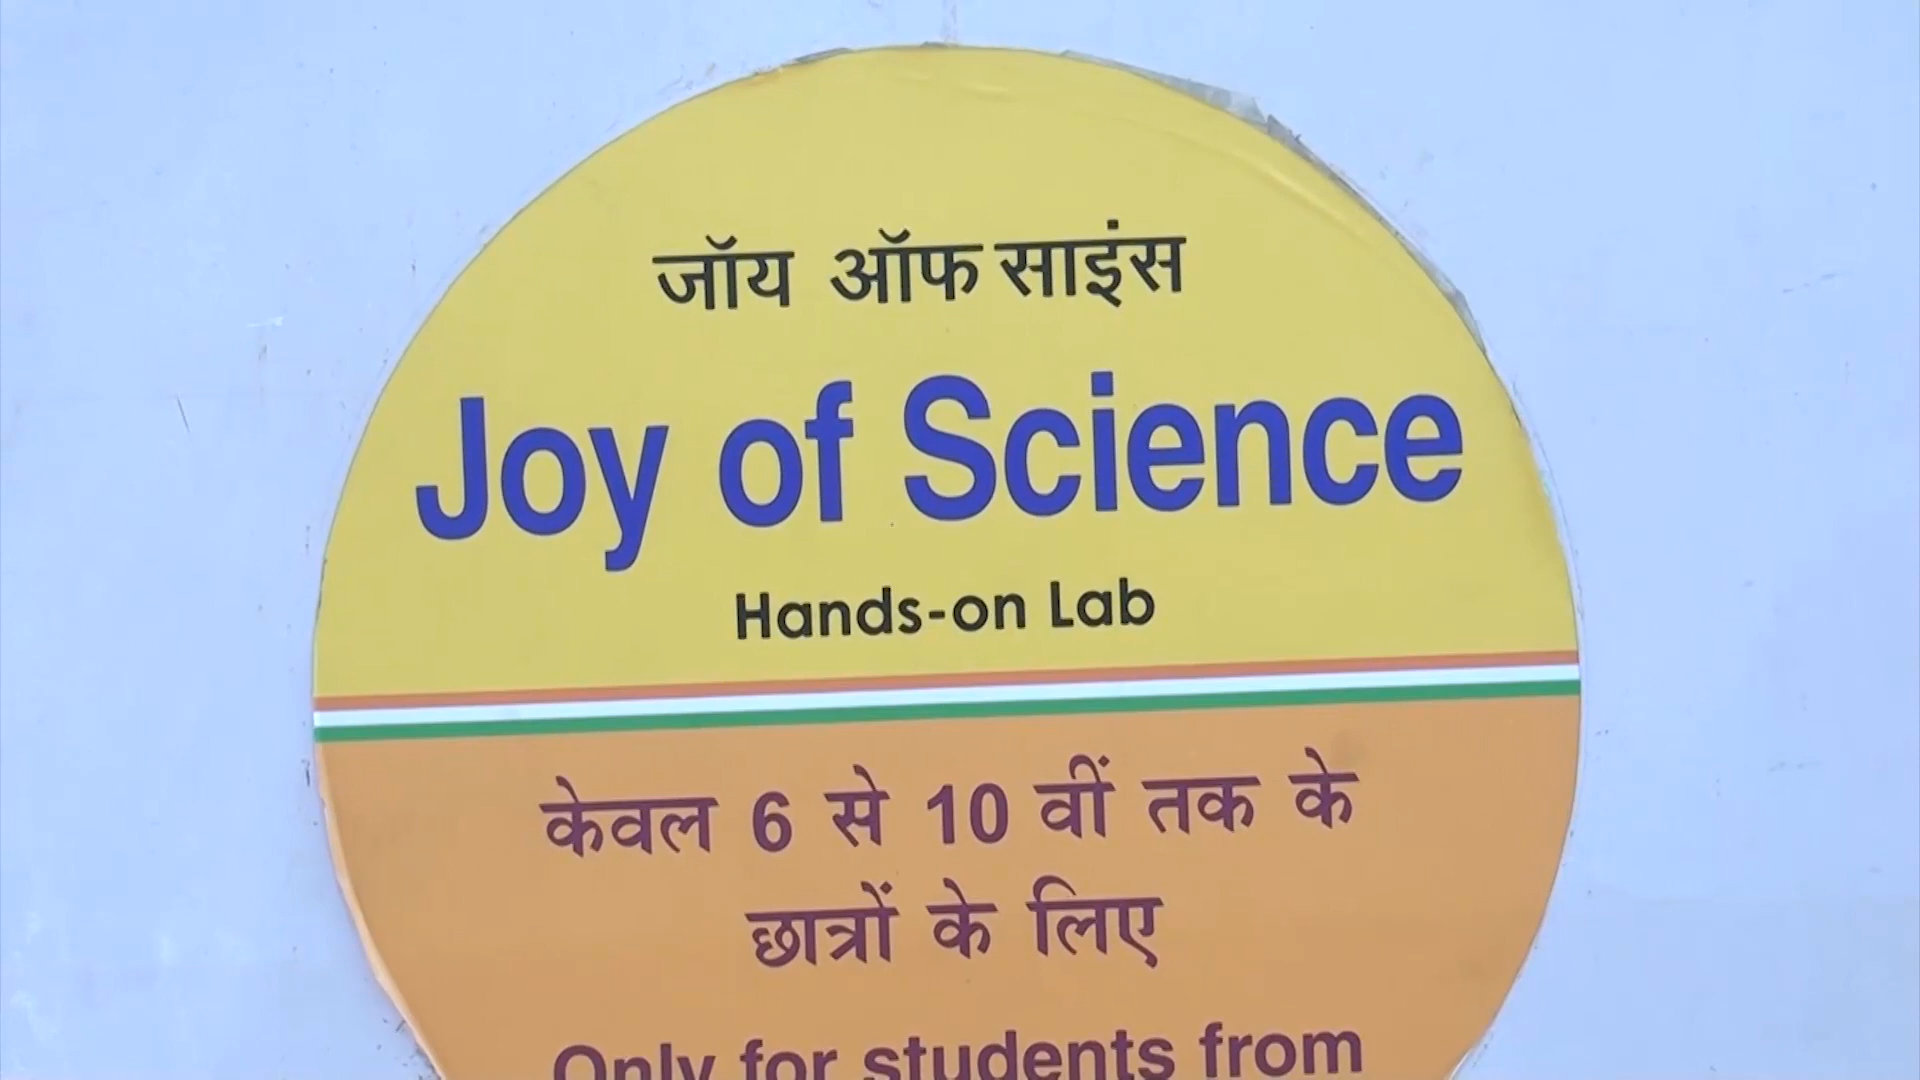 जॉय ऑफ साइंस
Joy of Science
Hands-on Lab
केवल 6 से 10 वीं तक के
छात्रों के लिए
Only for students from